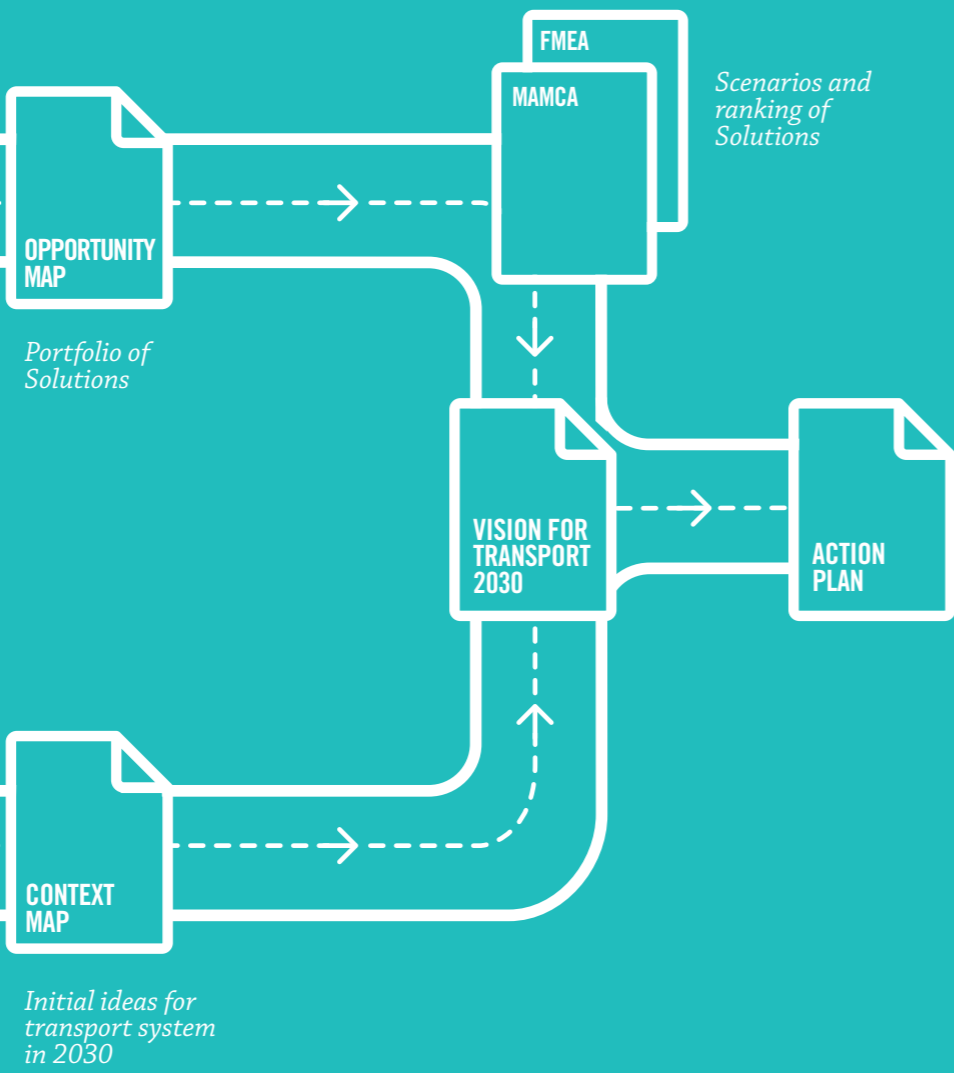 FMEA
MAMCA
Scenarios and
ranking of
Solutions
OPPORTUNITY
MAP
Portfolio of
Solutions
VISION FOR
TRANSPORT
2030
ACTION
PLAN
CONTEXT
MAP
Initial ideas for
transport system
in 2030